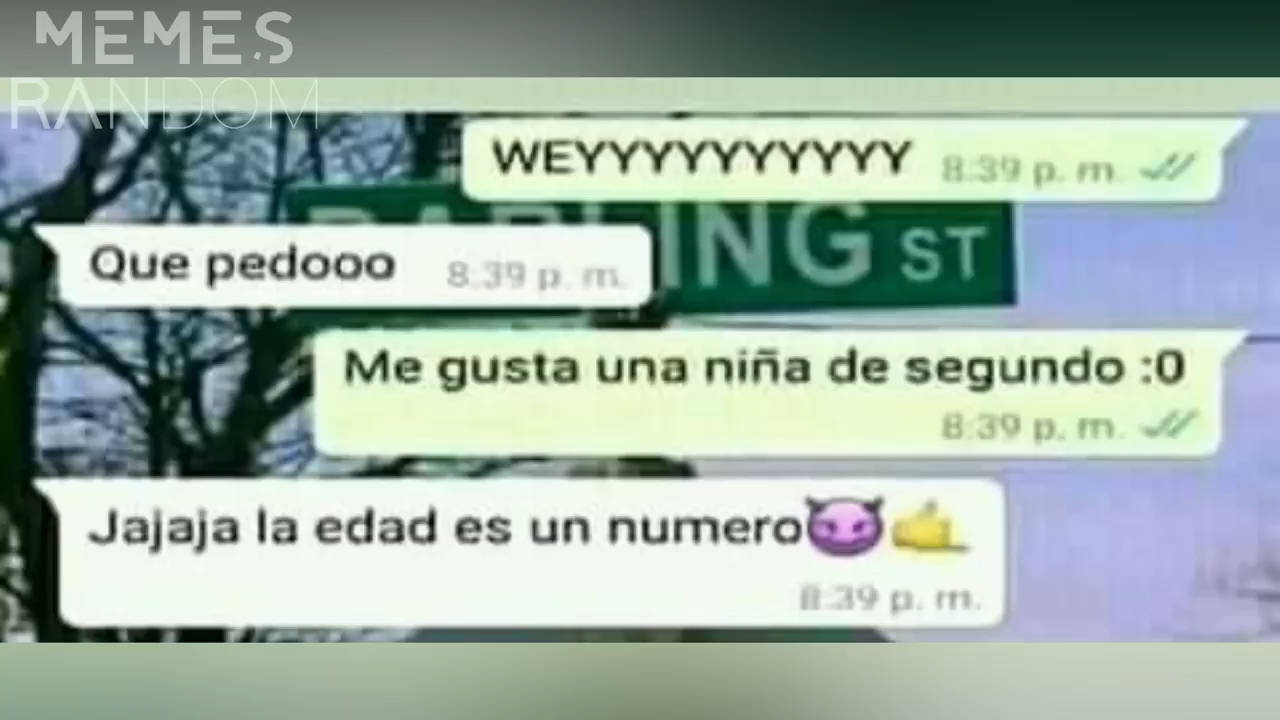 MEMES
RANDOM
WEYYYYYYYYYYY 8:39 p. m.
ING ST
Que pedooo 8:39 p. m.
Me gusta una niña de segundo :0
8:39 p. m.
Jajaja la edad es un numero😈🤙
8:39 p. m.